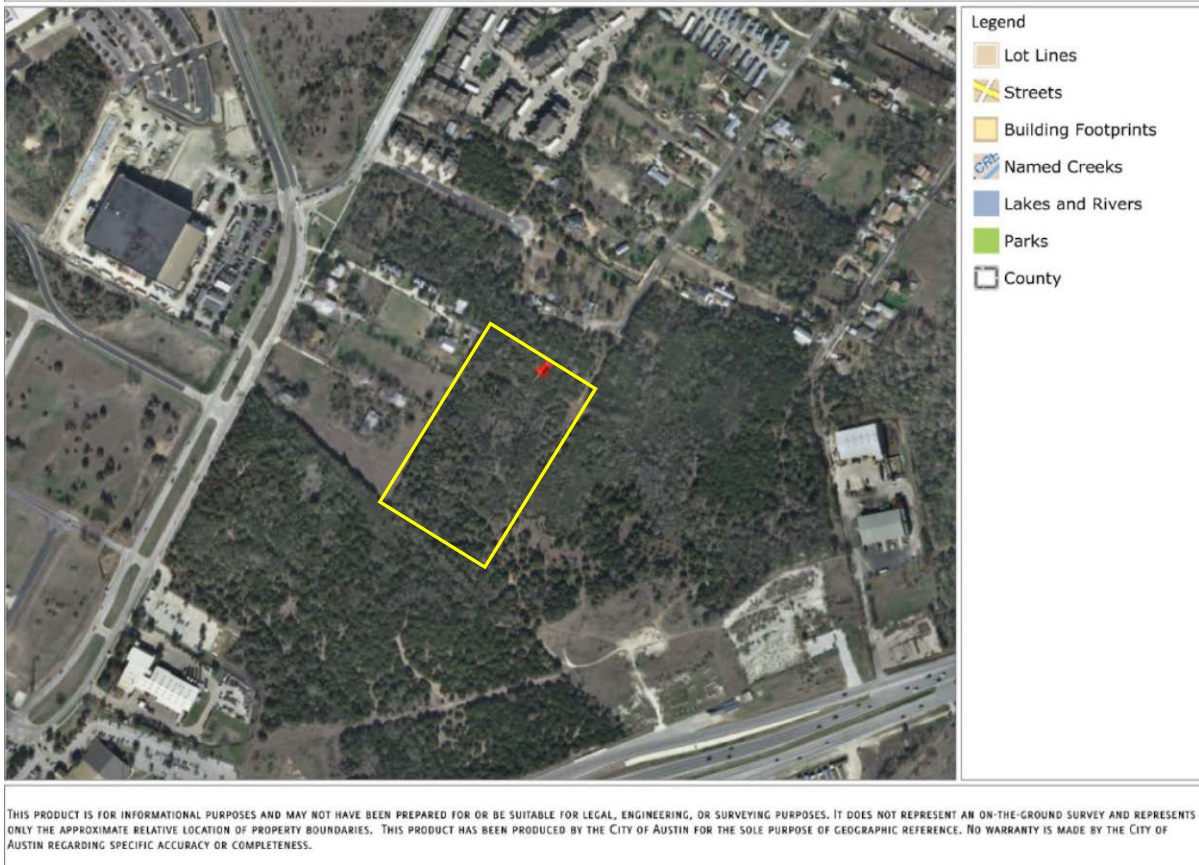 Legend
Lot Lines
Streets
Building Footprints
Named Creeks
Lakes and Rivers
Parks
County
THIS PRODUCT IS FOR INFORMATIONAL PURPOSES AND MAY NOT HAVE BEEN PREPARED FOR OR BE SUITABLE FOR LEGAL, ENGINEERING, OR SURVEYING PURPOSES. IT DOES NOT REPRESENT AN ON-THE-GROUND SURVEY AND REPRESENTS
ONLY THE APPROXIMATE RELATIVE LOCATION OF PROPERTY BOUNDARIES. THIS PRODUCT HAS BEEN PRODUCED BY THE CITY OF AUSTIN FOR THE SOLE PURPOSE OF GEOGRAPHIC REFERENCE. NO WARRANTY IS MADE BY THE CITY OF
AUSTIN REGARDING SPECIFIC ACCURACY OR COMPLETENESS.